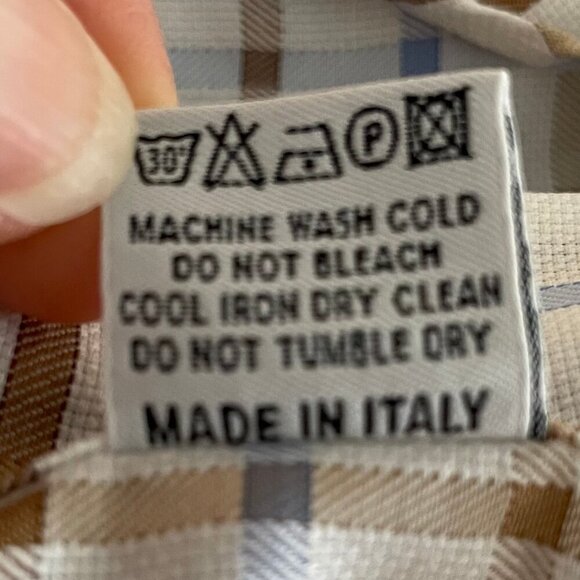 30° P
MACHINE WASH COLD
DO NOT BLEACH
COOL IRON DRY CLEAN
DO NOT TUMBLE DRY
MADE IN ITALY